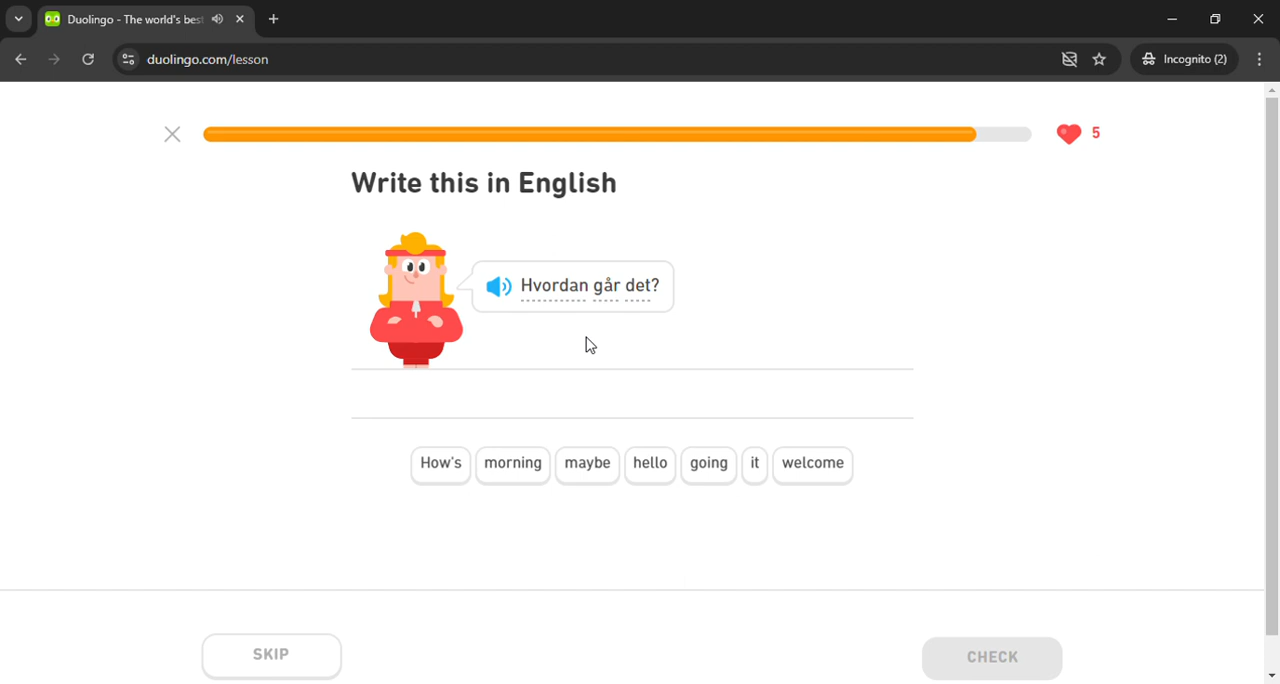 Duolingo - The world's best
duolingo.com/lesson
Incognito (2)
5
Write this in English
Hvordan går det?
How's morning maybe hello going it welcome
SKIP
CHECK